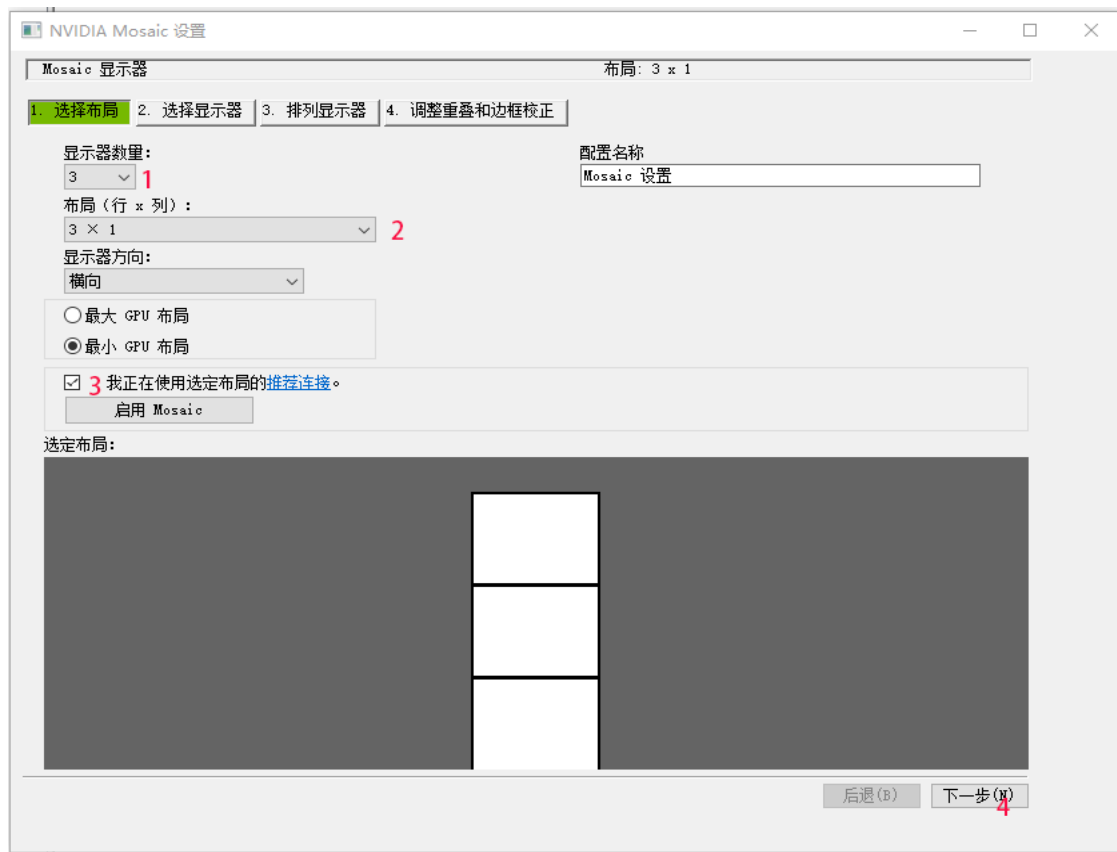 NVIDIA Mosaic 设置
Mosaic 显示器 布局: 3 x 1
1. 选择布局 2. 选择显示器 3. 排列显示器 4. 调整重叠和边框校正
显示器数量: 配置名称
3 1 Mosaic 设置
布局（行 x 列）:
3 × 1 2
显示器方向:
横向
最大 GPU 布局
最小 GPU 布局
3 我正在使用选定布局的推荐连接。
启用 Mosaic
选定布局:
后退(B) 下一步(N)
4